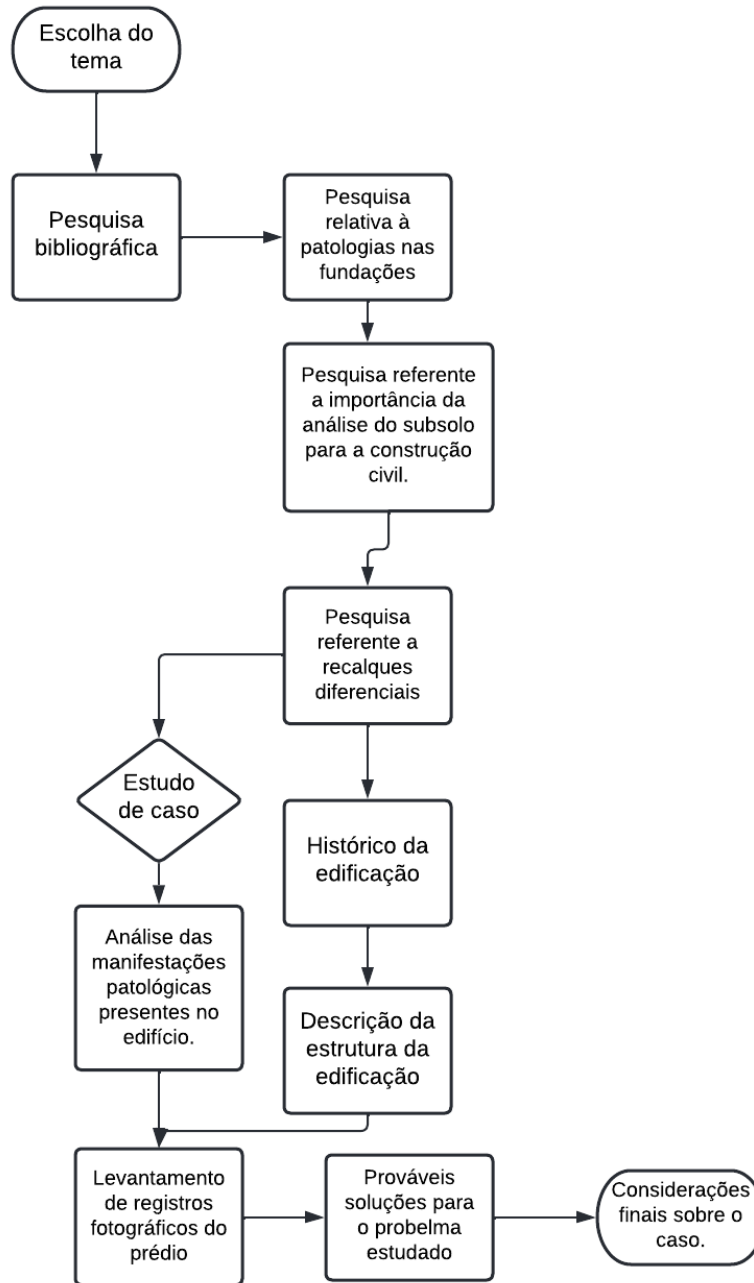 Escolha do
tema
Pesquisa
bibliográfica
Pesquisa
relativa à
patologias nas
fundações
Pesquisa referente
a importância da
análise do subsolo
para a construção
civil.
Pesquisa
referente a
recalques
diferenciais
Estudo
de caso
Histórico da
edificação
Análise das
manifestações
patológicas
presentes no
edifício.
Descrição da
estrutura da
edificação
Levantamento
de registros
fotográficos do
prédio
Prováveis
soluções para
o probelma
estudado
Considerações
finais sobre o
caso.